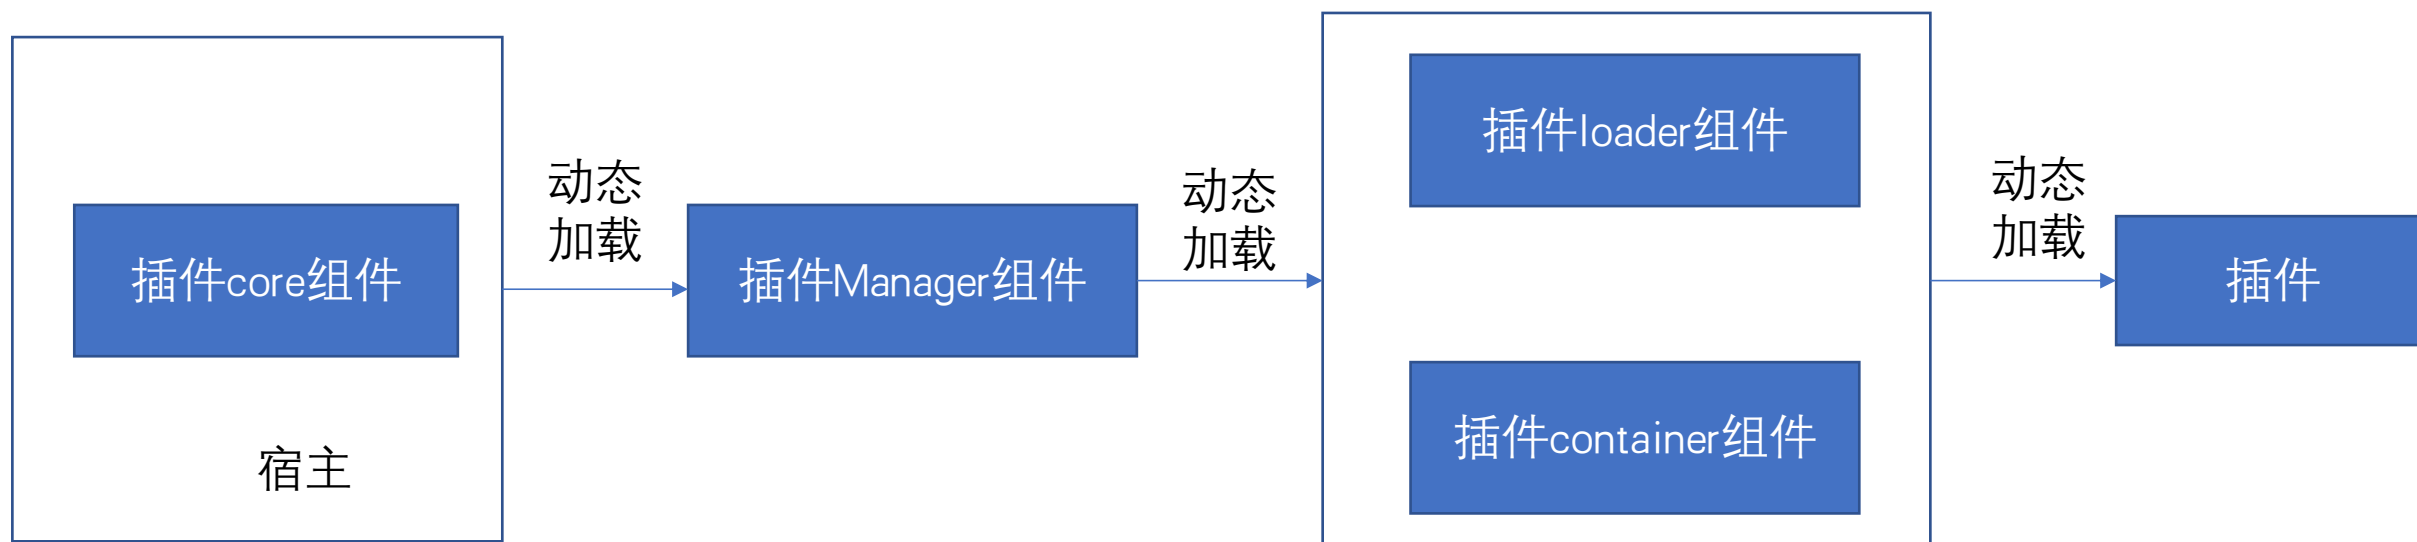 插件core组件
宿主
动态
加载
插件Manager组件
动态
加载
插件loader组件
插件container组件
动态
加载
插件